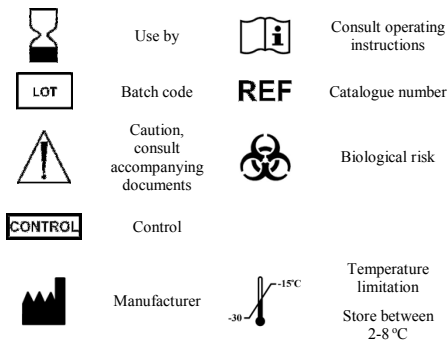 Use by
Consult operating
instructions
LOT
Batch code
REF
Catalogue number
Caution,
consult
accompanying
documents
Biological risk
CONTROL
Control
Manufacturer
-15°C
-30
Temperature
limitation
Store between
2-8 °C